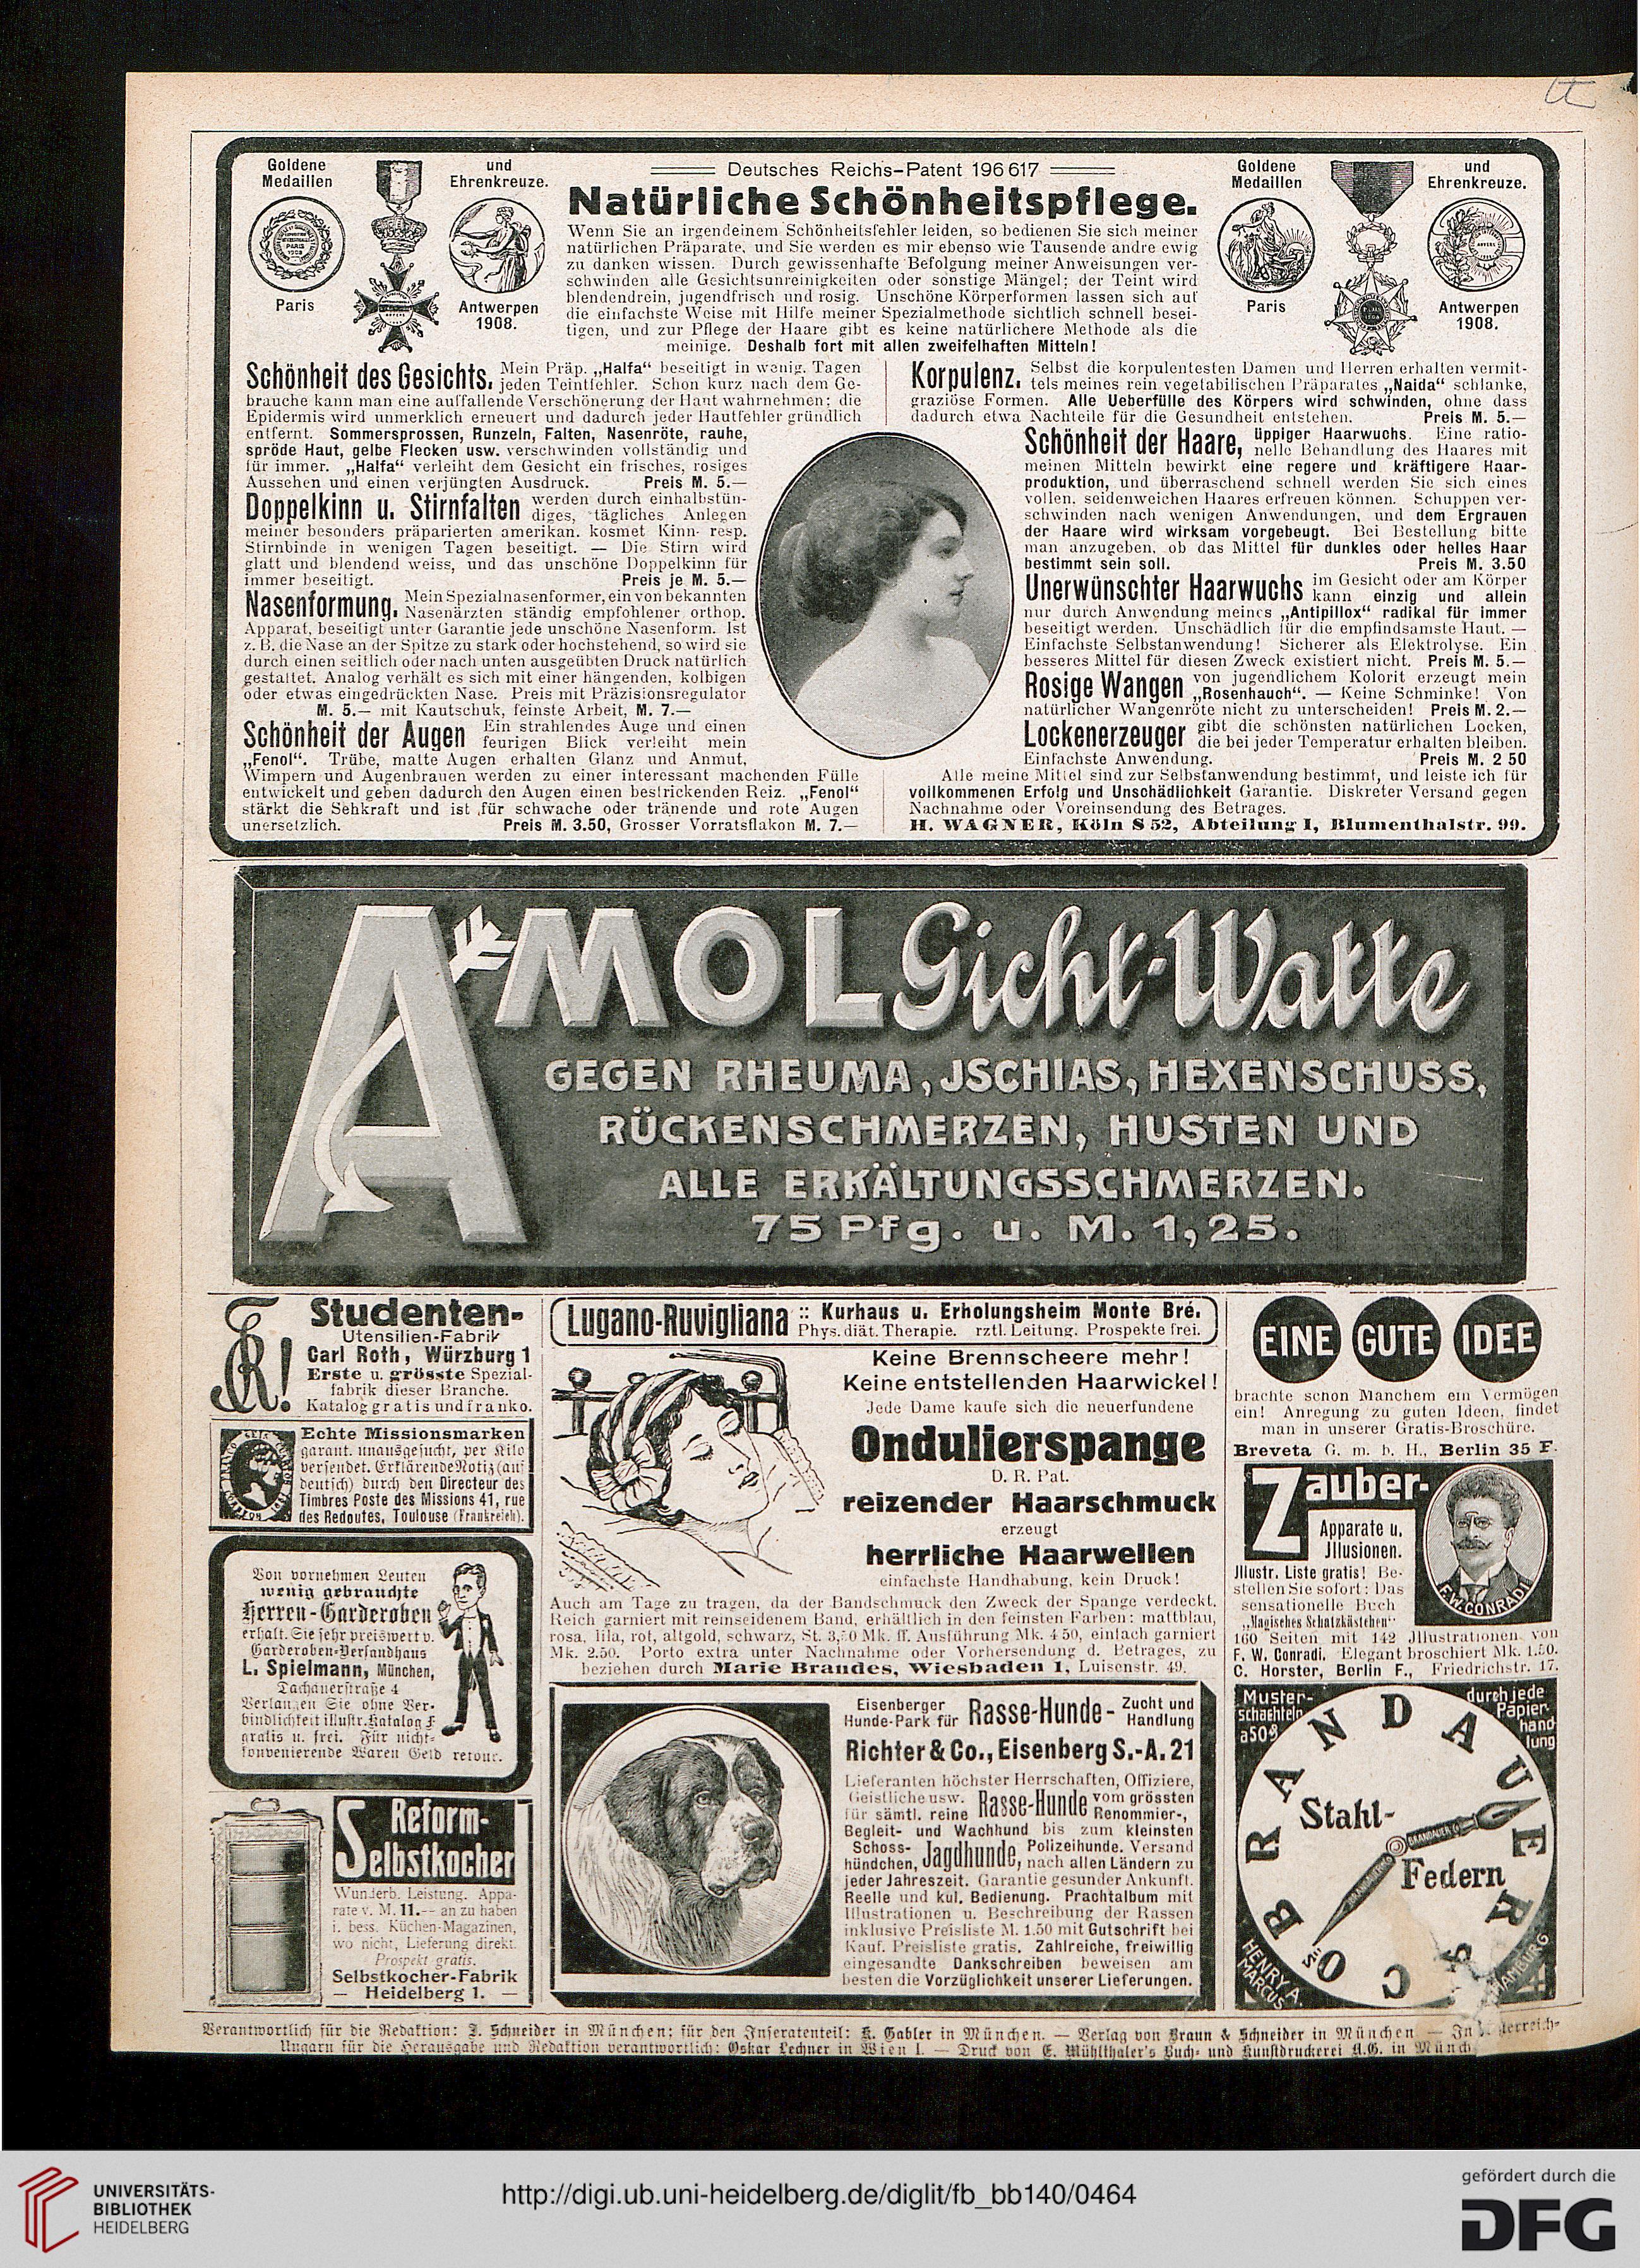 Goldene
Medaillen
und
Ehrenkreuze.
Paris
Antwerpen
1908.
Deutsches Reichs-Patent 196 617
Natürliche Schönheitspflege.
Wenn Sie an irgendeinem Schönheitsfehler leiden, so bedienen Sie sich meiner
natürlichen Präparate, und Sie werden es mir ebenso wie Tausende andre ewig
zu danken wissen. Durch gewissenhafte Befolgung meiner Anweisungen ver-
schwinden alle Gesichtsunreinigkeiten oder sonstige Mängel; der Teint wird
blendendrein, jugendfrisch und rosig. Unschöne Körperformen lassen sich auf
die einfachste Weise mit Hilfe meiner Spezialmethode sichtlich schnell besei-
tigen, und zur Pflege der Haare gibt es keine natürlichere Methode als die
meinige. Deshalb fort mit allen zweifelhaften Mitteln!
Goldene
Medaillen
und
Ehrenkreuze.
Paris
Antwerpen
1908.
Schönheit des Gesichts. Mein Präp. „Halfa“ beseitigt in wenig. Tagen
jeden Teintfehler. Schon kurz nach dem Ge-
brauche kann man eine auffallende Verschönerung der Haut wahrnehmen; die
Epidermis wird unmerklich erneuert und dadurch jeder Hautfehler gründlich
entfernt. Sommersprossen, Runzeln, Falten, Nasenröte, rauhe,
spröde Haut, gelbe Flecken usw. verschwinden vollständig und
für immer. „Halfa“ verleiht dem Gesicht ein frisches, rosiges
Aussehen und einen verjüngten Ausdruck. Preis M. 5.—
Doppelkinn u. Stirnfalten werden durch einhalbstün-
diges, tägliches Anlegen
meiner besonders präparierten amerikan. kosmet Kinn- resp.
Stirnbinde in wenigen Tagen beseitigt. — Die Stirn wird
glatt und blendend weiss, und das unschöne Doppelkinn für
immer beseitigt. Preis je M. 5.—
Nasenformung. Mein Spezialnasenformer, ein von bekannten
Nasenärzten ständig empfohlener orthop.
Apparat, beseitigt unter Garantie jede unschöne Nasenform. Ist
z. B. die Nase an der Spitze zu stark oder hochstehend, so wird sie
durch einen seitlich oder nach unten ausgeübten Druck natürlich
gestaltet. Analog verhält es sich mit einer hängenden, kolbigen
oder etwas eingedrückten Nase. Preis mit Präzisionsregulator
M. 5.— mit Kautschuk, feinste Arbeit, M. 7.—
Schönheit der Augen Ein strahlendes Auge und einen
feurigen Blick verleiht mein
„Fenol“. Trübe, matte Augen erhalten Glanz und Anmut,
Wimpern und Augenbrauen werden zu einer interessant machenden Fülle
entwickelt und geben dadurch den Augen einen bestrickenden Reiz. „Fenol“
stärkt die Sehkraft und ist für schwache oder tränende und rote Augen
unersetzlich. Preis M. 3.50, Grosser Vorratsflakon M. 7.—
Korpulenz. Selbst die korpulentesten Damen und Herren erhalten vermit-
tels meines rein vegetabilischen Präparates „Naida“ schlanke,
graziöse Formen. Alle Ueberfülle des Körpers wird schwinden, ohne dass
dadurch etwa Nachteile für die Gesundheit entstehen. Preis M. 5.—
Schönheit der Haare, üppiger Haarwuchs. Eine ratio-
nelle Behandlung des Haares mit
meinen Mitteln bewirkt eine regere und kräftigere Haar-
produktion, und überraschend schnell werden Sie sich eines
vollen, seidenweichen Haares erfreuen können. Schuppen ver-
schwinden nach wenigen Anwendungen, und dem Ergrauen
der Haare wird wirksam vorgebeugt. Bei Bestellung bitte
man anzugeben, ob das Mittel für dunkles oder helles Haar
bestimmt sein soll. Preis M. 3.50
Unerwünschter Haarwuchs im Gesicht oder am Körper
kann einzig und allein
nur durch Anwendung meines „Antipillox“ radikal für immer
beseitigt werden. Unschädlich für die empfindsamste Haut. —
Einfachste Selbstanwendung! Sicherer als Elektrolyse. Ein
besseres Mittel für diesen Zweck existiert nicht. Preis M. 5.—
Rosige Wangen von jugendlichem Kolorit erzeugt mein
„Rosenhauch“. — Keine Schminke! Von
natürlicher Wangenröte nicht zu unterscheiden! Preis M. 2.—
Lockenerzeuger gibt die schönsten natürlichen Locken,
die bei jeder Temperatur erhalten bleiben.
Einfachste Anwendung. Preis M. 2 50
Alle meine Mittel sind zur Selbstanwendung bestimmt, und leiste ich für
vollkommenen Erfolg und Unschädlichkeit Garantie. Diskreter Versand gegen
Nachnahme oder Voreinsendung des Betrages.
H. WAGNER, Köln S 52, Abteilung I, Blumenthalstr. 99.
AMOL Gicht-Watte
GEGEN RHEUMA, JSCHIAS, HEXENSCHUSS,
RÜCKENSCHMERZEN, HUSTEN UND
ALLE ERKÄLTUNGSSCHMERZEN.
75 Pfg. u. M. 1,25.
Studenten-
Utensilien-Fabrik
Carl Roth, Würzburg 1
Erste u. grösste Spezial-
fabrik dieser Branche.
Katalog gratis und franko.
Echte Missionsmarken
garant. unausgesucht, per Kilo
versendet. Erklärende Notiz (auf
deutsch) durch den Directeur des
Timbres Poste des Missions 41, rue
des Redoutes, Toulouse (Frankreich).
Von vornehmen Leuten
wenig gebrauchte
Herren-Garderoben
erhalt. Sie sehr preiswert v.
Garderoben-Versandhaus
L. Spielmann, München,
Dachauerstraße 4
Verlangen Sie ohne Ver-
bindlichkeit illustr. Katalog F
gratis u. frei. Für nicht-
konvenierende Waren Geld retour.
Reform-
Selbstkocher
Wunderb. Leistung. Appa-
rate v. M. 11.-- an zu haben
i. bess. Küchen-Magazinen,
wo nicht, Lieferung direkt.
Prospekt gratis.
Selbstkocher-Fabrik
— Heidelberg 1. —
Lugano-Ruvigliana :: Kurhaus u. Erholungsheim Monte Bré.
Phys. diät. Therapie. rztl. Leitung. Prospekte frei.
Keine Brennscheere mehr!
Keine entstellenden Haarwickel!
Jede Dame kaufe sich die neuerfundene
Ondulierspange
D. R. Pat.
reizender Haarschmuck
erzeugt
herrliche Haarwellen
einfachste Handhabung, kein Druck!
Auch am Tage zu tragen, da der Bandschmuck den Zweck der Spange verdeckt.
Reich garniert mit reinseidenem Band, erhältlich in den feinsten Farben: mattblau,
rosa, lila, rot, altgold, schwarz, St. 3,50 Mk. ff. Ausführung Mk. 4 50, einfach garniert
Mk. 2.50. Porto extra unter Nachnahme oder Vorhersendung d. Betrages, zu
beziehen durch Marie Brandes, Wiesbaden 1, Luisenstr. 49.
Eisenberger
Hunde-Park für Rasse-Hunde- Zucht und
Handlung
Richter & Co., Eisenberg S.-A. 21
Lieferanten höchster Herrschaften, Offiziere,
Geistliche usw. Rasse-Hunde vom grössten
für sämtl. reine Renommier-,
Begleit- und Wachhund bis zum kleinsten
Schoss- Jagdhunde, Polizeihunde. Versand
hündchen, nach allen Ländern zu
jeder Jahreszeit. Garantie gesunder Ankunft.
Reelle und kul. Bedienung. Prachtalbum mit
Illustrationen u. Beschreibung der Rassen
inklusive Preisliste M. 1.50 mit Gutschrift bei
Kauf. Preisliste gratis. Zahlreiche, freiwillig
eingesandte Dankschreiben beweisen am
besten die Vorzüglichkeit unserer Lieferungen.
EINE GUTE IDEE
brachte schon Manchem ein Vermögen
ein! Anregung zu guten Ideen, findet
man in unserer Gratis-Broschüre.
Breveta G. m. b. H., Berlin 35 F.
Zauber-
Apparate u.
Jllusionen.
Jllustr. Liste gratis! Be-
stellen Sie sofort: Das
sensationelle Buch
„Magisches Schatzkästchen“
160 Seiten mit 142 Jllustrationen von
F. W. Conradi. Elegant broschiert Mk. 1.50.
C. Horster, Berlin F., Friedrichstr. 17.
F.W. CONRADI
Muster-
schachteln
a 50 ₰
durch jede
Papier-
hand-
lung
BRANDAUER
Stahl-
Federn
BRANDAUER
HENRY A.
MARCUS
HAMBURG
Verantwortlich für die Redaktion: J. Schneider in München; für den Inseratenteil: K. Gabler in München. — Verlag von Braun & Schneider in München — In Oesterreich-
Ungarn für die Herausgabe und Redaktion verantwortlich: Oskar Lechner in Wien I. — Druck von E. Mühlthaler's Buch- und Kunstdruckerei A.G. in Münch
UNIVERSITÄTS-
BIBLIOTHEK
HEIDELBERG
http://digi.ub.uni-heidelberg.de/diglit/fb_bb140/0464
gefördert durch die
DFG